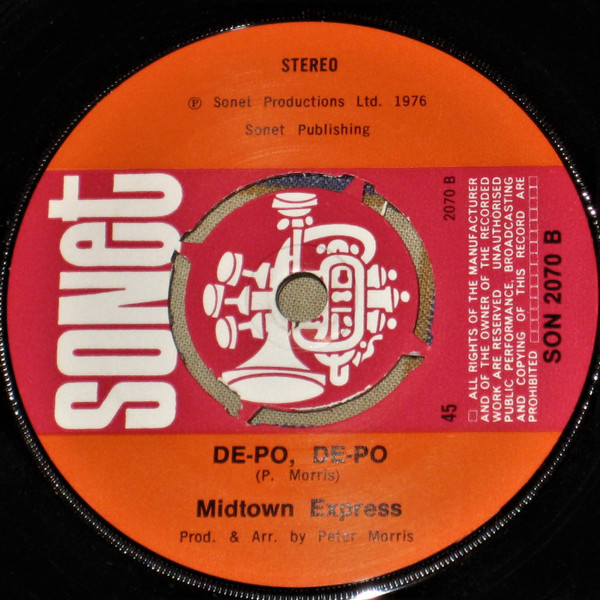 STEREO
℗ Sonet Productions Ltd. 1976
Sonet Publishing
sonet
2070 B
ALL RIGHTS OF THE MANUFACTURER
AND OF THE OWNER OF THE RECORDED
WORK ARE RESERVED. UNAUTHORISED
PUBLIC PERFORMANCE, BROADCASTING
AND COPYING OF THIS RECORD ARE
PROHIBITED
SON 2070 B
45
DE-PO, DE-PO
(P. Morris)
Midtown Express
Prod. & Arr. by Peter Morris